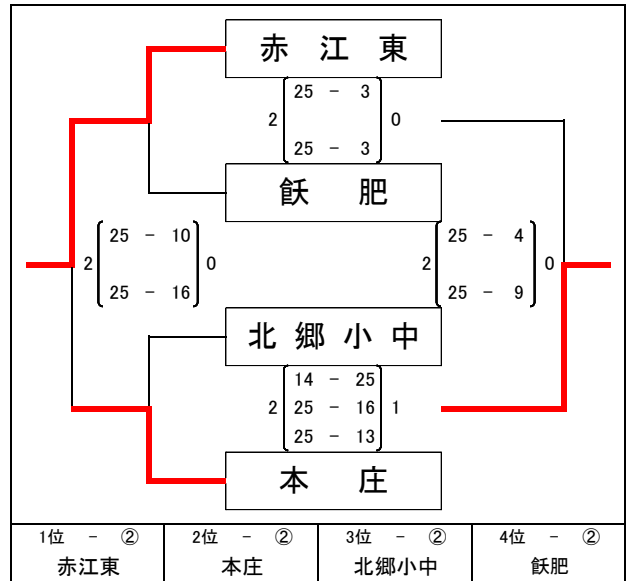 赤江東
25 - 3
2 0
25 - 3
飫肥
25 - 10
2 0
25 - 16
25 - 4
2 0
25 - 9
北郷小中
14 - 25
2 25 - 16 1
25 - 13
本庄
1位 - ② 2位 - ② 3位 - ② 4位 - ②
赤江東 本庄 北郷小中 飫肥